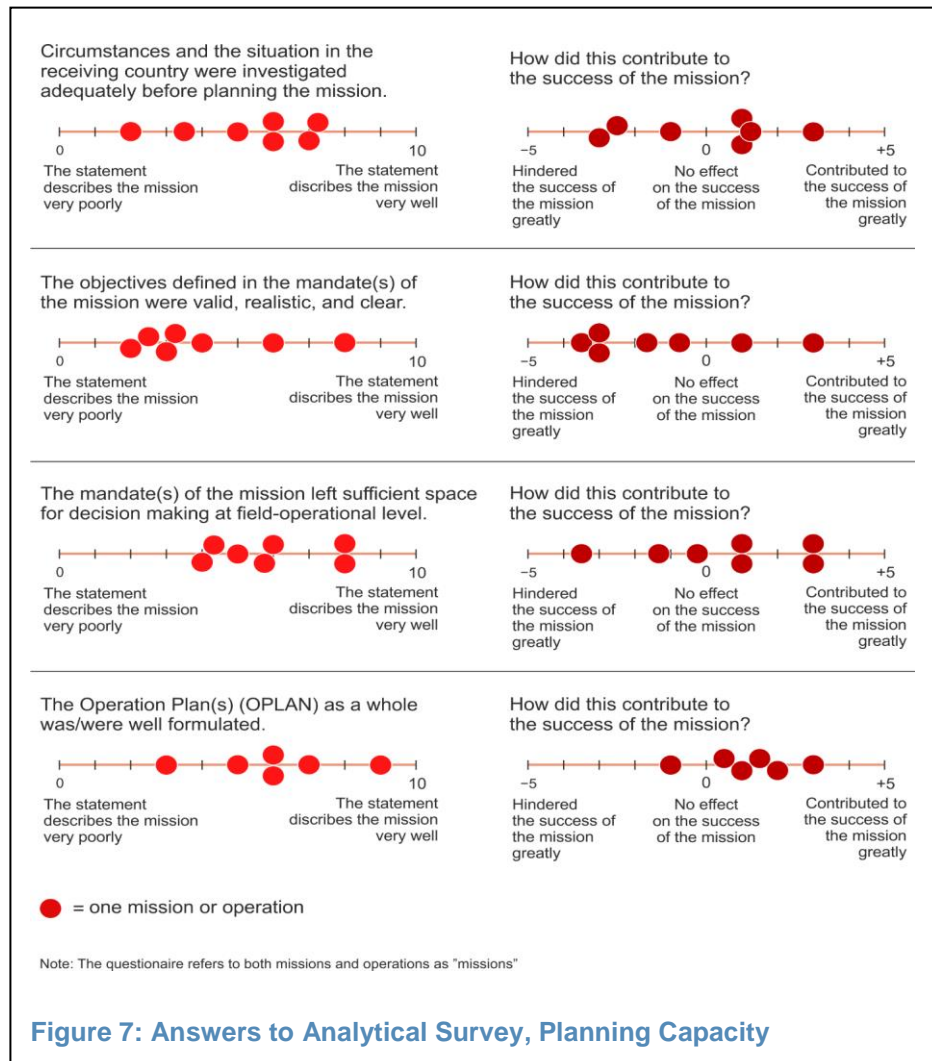 Circumstances and the situation in the
receiving country were investigated
adequately before planning the mission.
0
10
The statement
describes the mission
very poorly
The statement
discribes the mission
very well
How did this contribute to
the success of the mission?
−5
0
+5
Hindered
the success of
the mission
greatly
No effect
on the success
of the mission
Contributed to
the success of
the mission
greatly
The objectives defined in the mandate(s) of
the mission were valid, realistic, and clear.
0
10
The statement
describes the mission
very poorly
The statement
discribes the mission
very well
How did this contribute to
the success of the mission?
−5
0
+5
Hindered
the success of
the mission
greatly
No effect
on the success
of the mission
Contributed to
the success of
the mission
greatly
The mandate(s) of the mission left sufficient space
for decision making at field-operational level.
0
10
The statement
describes the mission
very poorly
The statement
discribes the mission
very well
How did this contribute to
the success of the mission?
−5
0
+5
Hindered
the success of
the mission
greatly
No effect
on the success
of the mission
Contributed to
the success of
the mission
greatly
The Operation Plan(s) (OPLAN) as a whole
was/were well formulated.
0
10
The statement
describes the mission
very poorly
The statement
discribes the mission
very well
How did this contribute to
the success of the mission?
−5
0
+5
Hindered
the success of
the mission
greatly
No effect
on the success
of the mission
Contributed to
the success of
the mission
greatly
= one mission or operation
Note: The questionaire refers to both missions and operations as "missions"
Figure 7: Answers to Analytical Survey, Planning Capacity